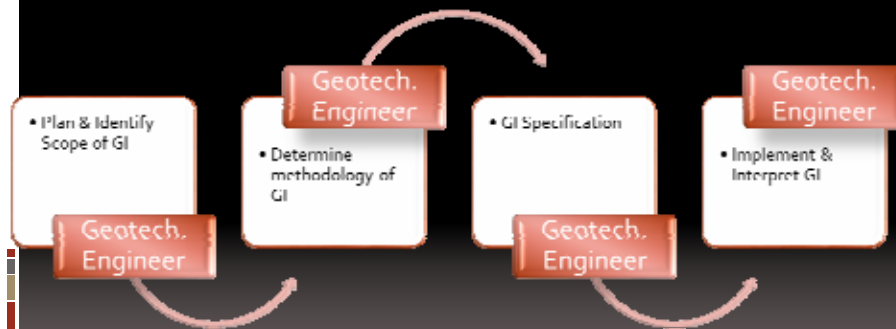 • Plan & Identify
Scope of GI
Geotech.
Engineer
Geotech.
Engineer
• Determine
methodology of
GI
• GI Specification
Geotech.
Engineer
Geotech.
Engineer
• Implement &
Interpret GI